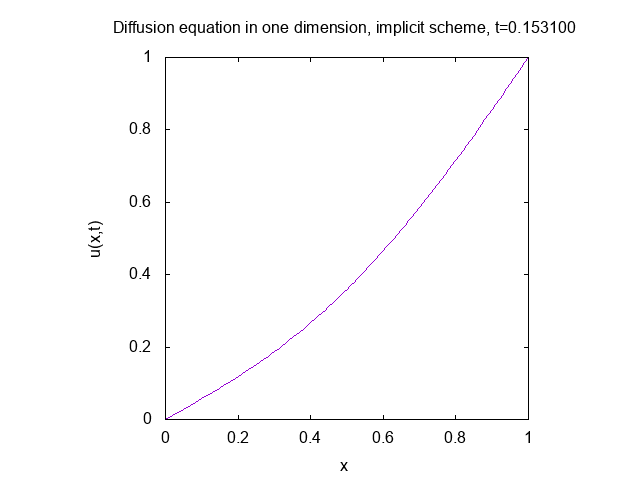 Diffusion equation in one dimension, implicit scheme, t=0.153100
1
0.8
0.6
0.4
0.2
0
u(x,t)
0 0.2 0.4 0.6 0.8 1
x